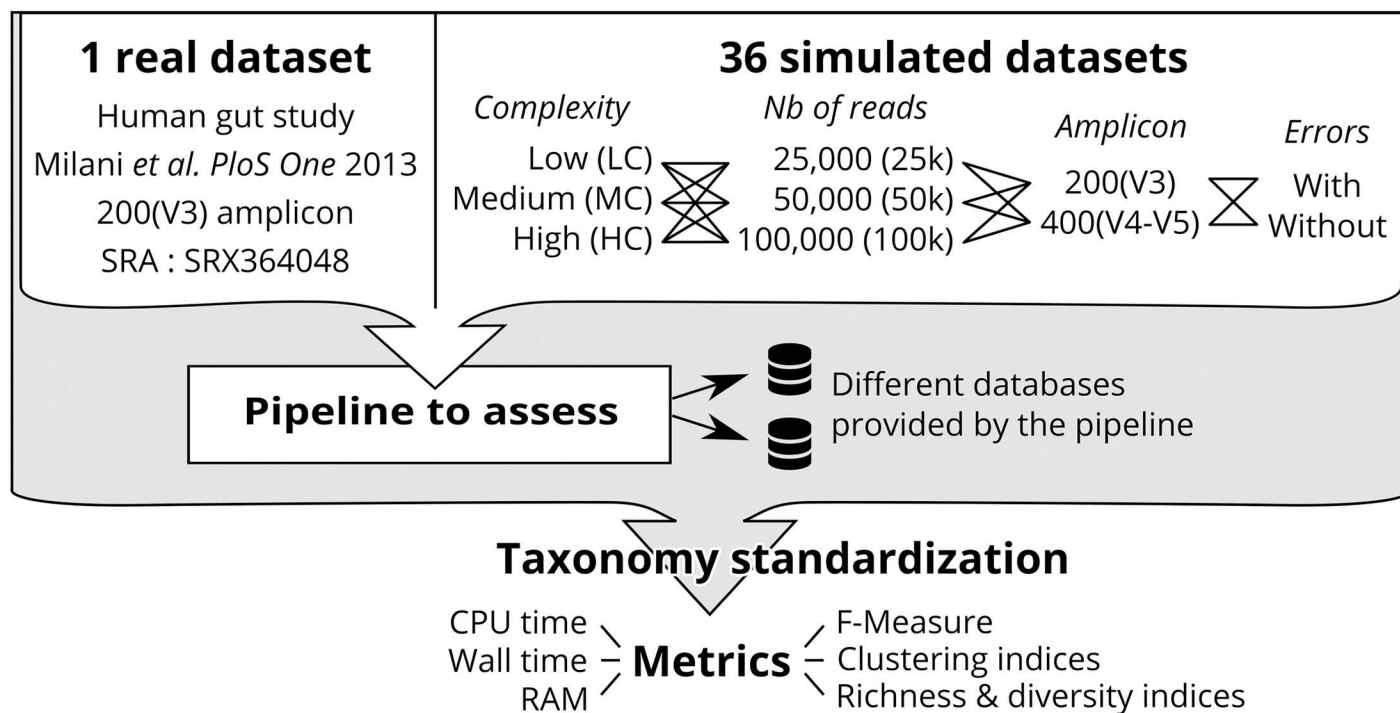 1 real dataset
Human gut study
Milani et al. PloS One 2013
200(V3) amplicon
SRA : SRX364048
36 simulated datasets
Complexity
Low (LC)
Medium (MC)
High (HC)
Nb of reads
25,000 (25k)
50,000 (50k)
100,000 (100k)
Amplicon
200(V3)
400(V4-V5)
Errors
With
Without
Pipeline to assess
Different databases
provided by the pipeline
Taxonomy standardization
CPU time
Wall time
RAM
Metrics
F-Measure
Clustering indices
Richness & diversity indices